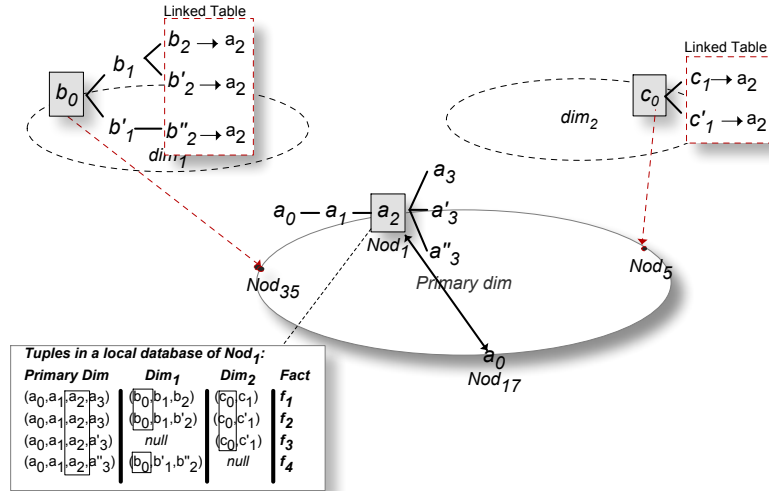 Linked Table
b₂ → a₂
b₁
b₀
b'₂ → a₂
b'₁
b"₂ → a₂
dim₁
Linked Table
c₁ → a₂
c₀
c'₁ → a₂
dim₂
a₃
a₀ — a₁ — a₂
a'₃
a"₃
Nod₁
Nod₃₅
Primary dim
Nod₅
a₀
Nod₁₇
Tuples in a local database of Nod₁:
Primary Dim Dim₁ Dim₂ Fact
(a₀,a₁,a₂,a₃) (b₀,b₁,b₂) (c₀,c₁) f₁
(a₀,a₁,a₂,a₃) (b₀,b₁,b'₂) (c₀,c'₁) f₂
(a₀,a₁,a₂,a'₃) null (c₀,c'₁) f₃
(a₀,a₁,a₂,a"₃) (b₀,b'₁,b"₂) null f₄